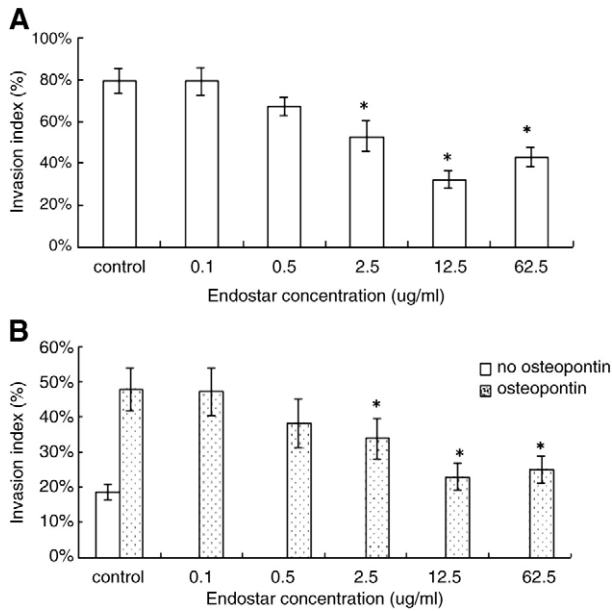 A
Invasion index (%)
100%
80%
60%
40%
20%
0%
*
*
*
control 0.1 0.5 2.5 12.5 62.5
Endostar concentration (ug/ml)
B
Invasion index (%)
60%
50%
40%
30%
20%
10%
0%
no osteopontin
osteopontin
*
*
*
control 0.1 0.5 2.5 12.5 62.5
Endostar concentration (ug/ml)